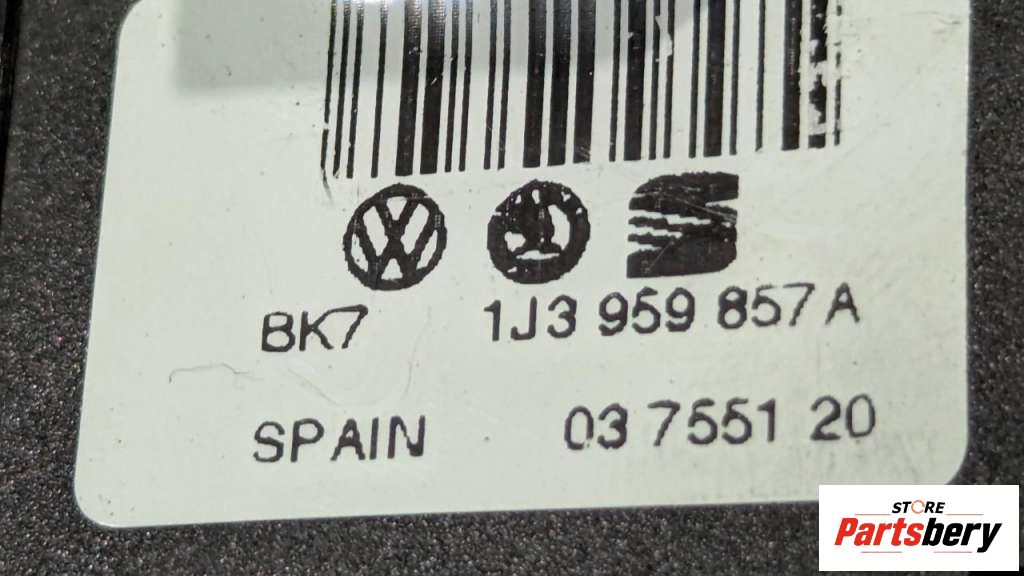 BK7 1J3 959 857 A
SPAIN 03 7551 20
STORE
Partsbery